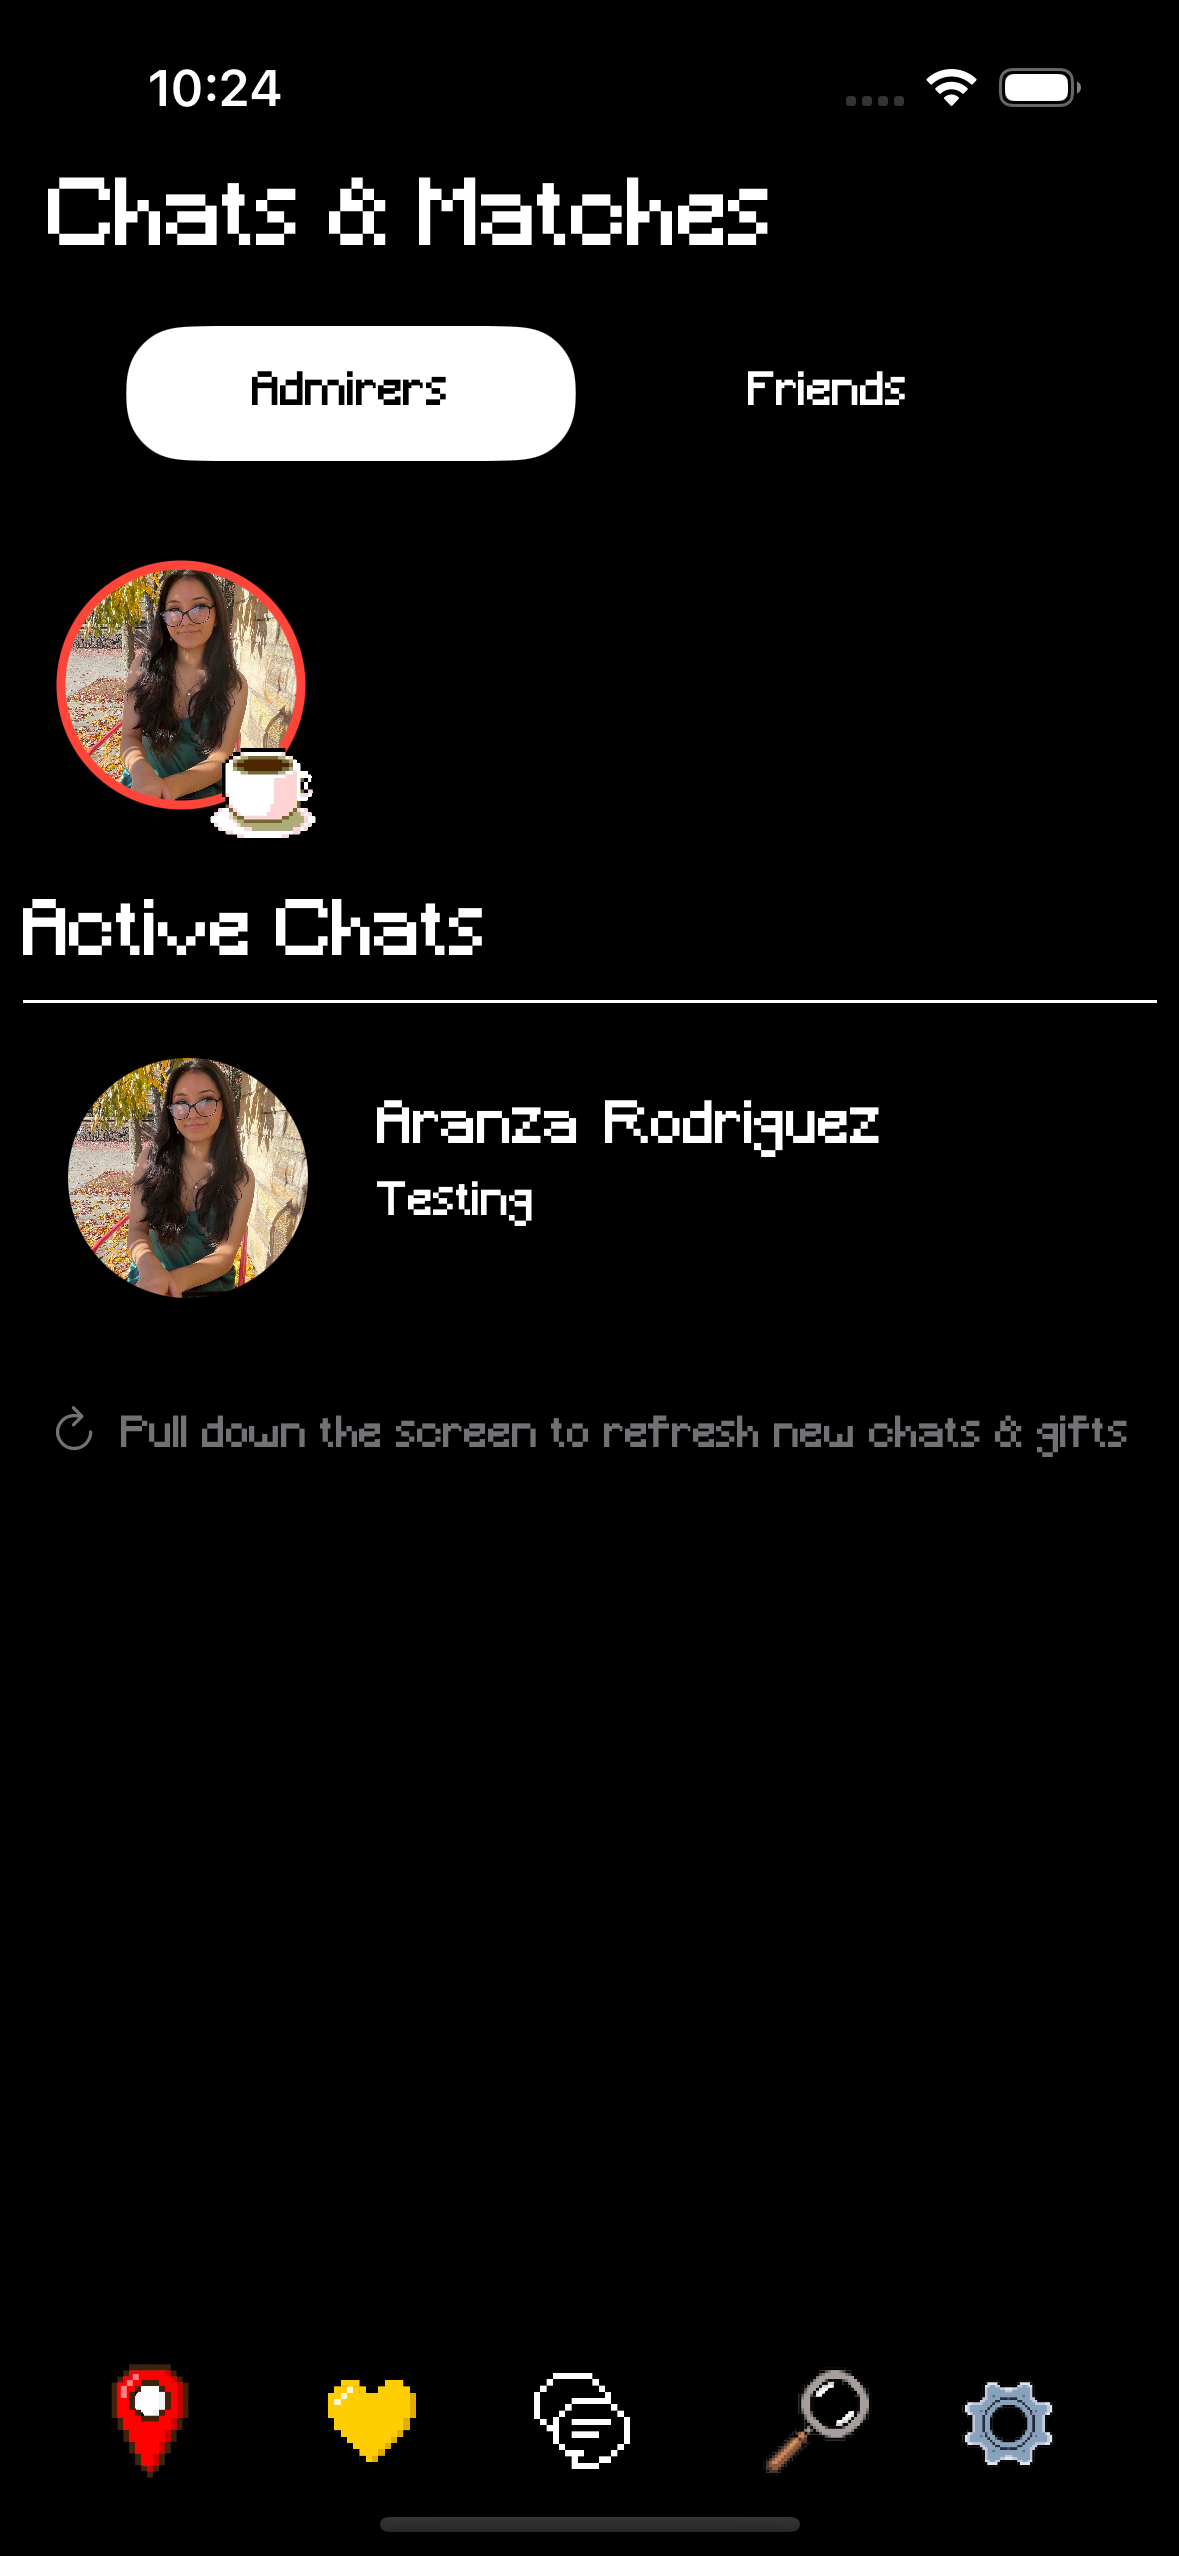 10:24
Chats & Matches
Admirers
Friends
Active Chats
Aranza Rodriguez
Testing
Pull down the screen to refresh new chats & gifts